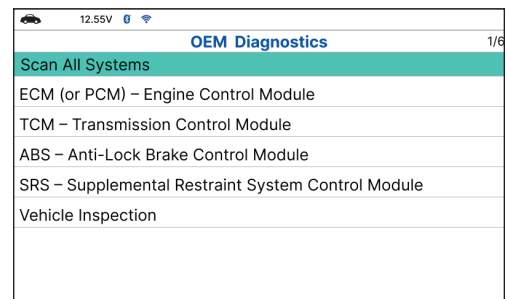 12.55V
OEM Diagnostics 1/6
Scan All Systems
ECM (or PCM) – Engine Control Module
TCM – Transmission Control Module
ABS – Anti-Lock Brake Control Module
SRS – Supplemental Restraint System Control Module
Vehicle Inspection